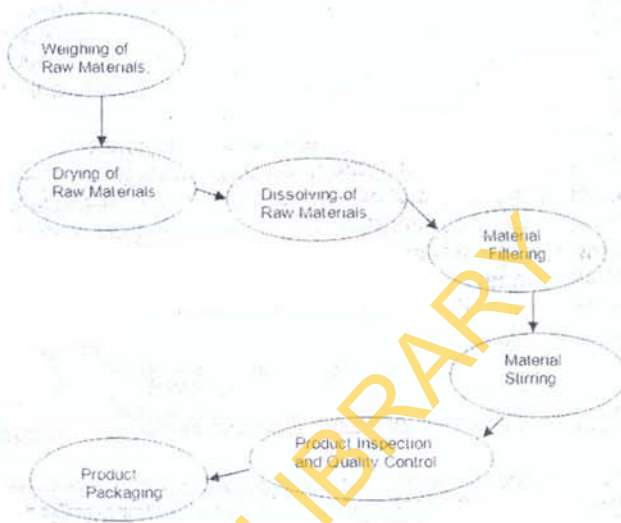 Weighing of
Raw Materials
Drying of
Raw Materials
Dissolving of
Raw Materials
Material
Filtering
Material
Stirring
Product Inspection
and Quality Control
Product
Packaging
LIBRARY